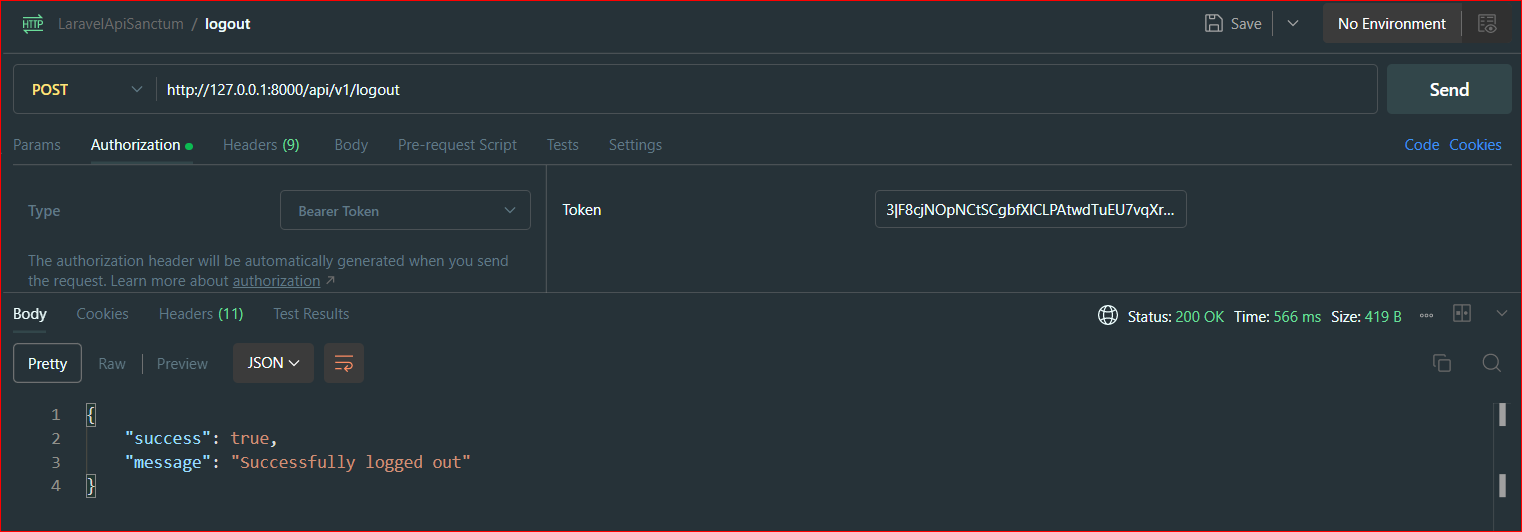 HTTP LaravelApiSanctum / logout Save No Environment
POST http://127.0.0.1:8000/api/v1/logout Send
Params Authorization Headers (9) Body Pre-request Script Tests Settings Code Cookies
Type Bearer Token Token 3|F8cjNOpNCtSCgbfXlCLPAtwdTuEU7vqXr...
The authorization header will be automatically generated when you send
the request. Learn more about authorization ↗
Body Cookies Headers (11) Test Results Status: 200 OK Time: 566 ms Size: 419 B
Pretty Raw Preview JSON
1 {
2 "success": true,
3 "message": "Successfully logged out"
4 }